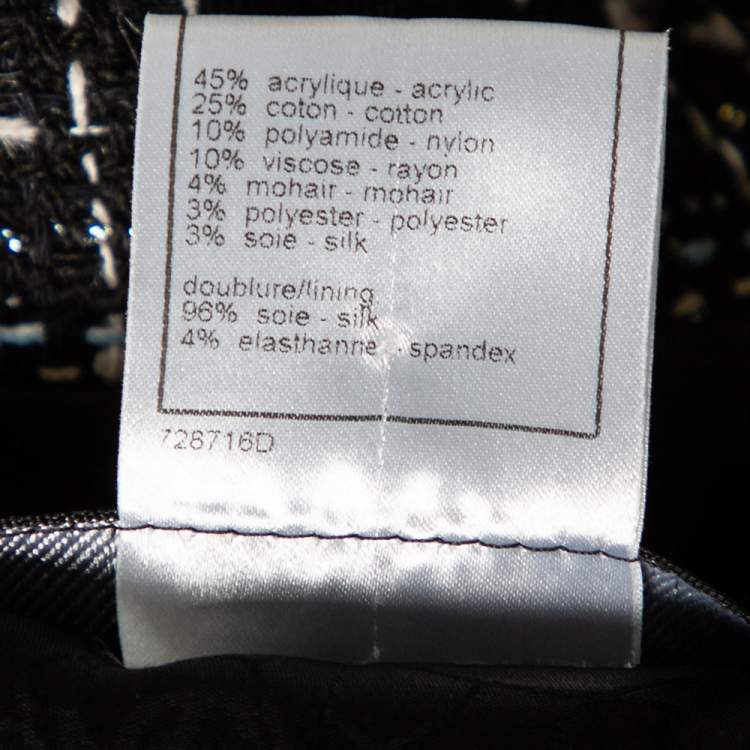 45% acrylique - acrylic
25% coton - cotton
10% polyamide - nylon
10% viscose - rayon
4% mohair - mohair
3% polyester - polyester
3% soie - silk
doublure/lining
96% soie - silk
4% elasthanne - spandex
728716D